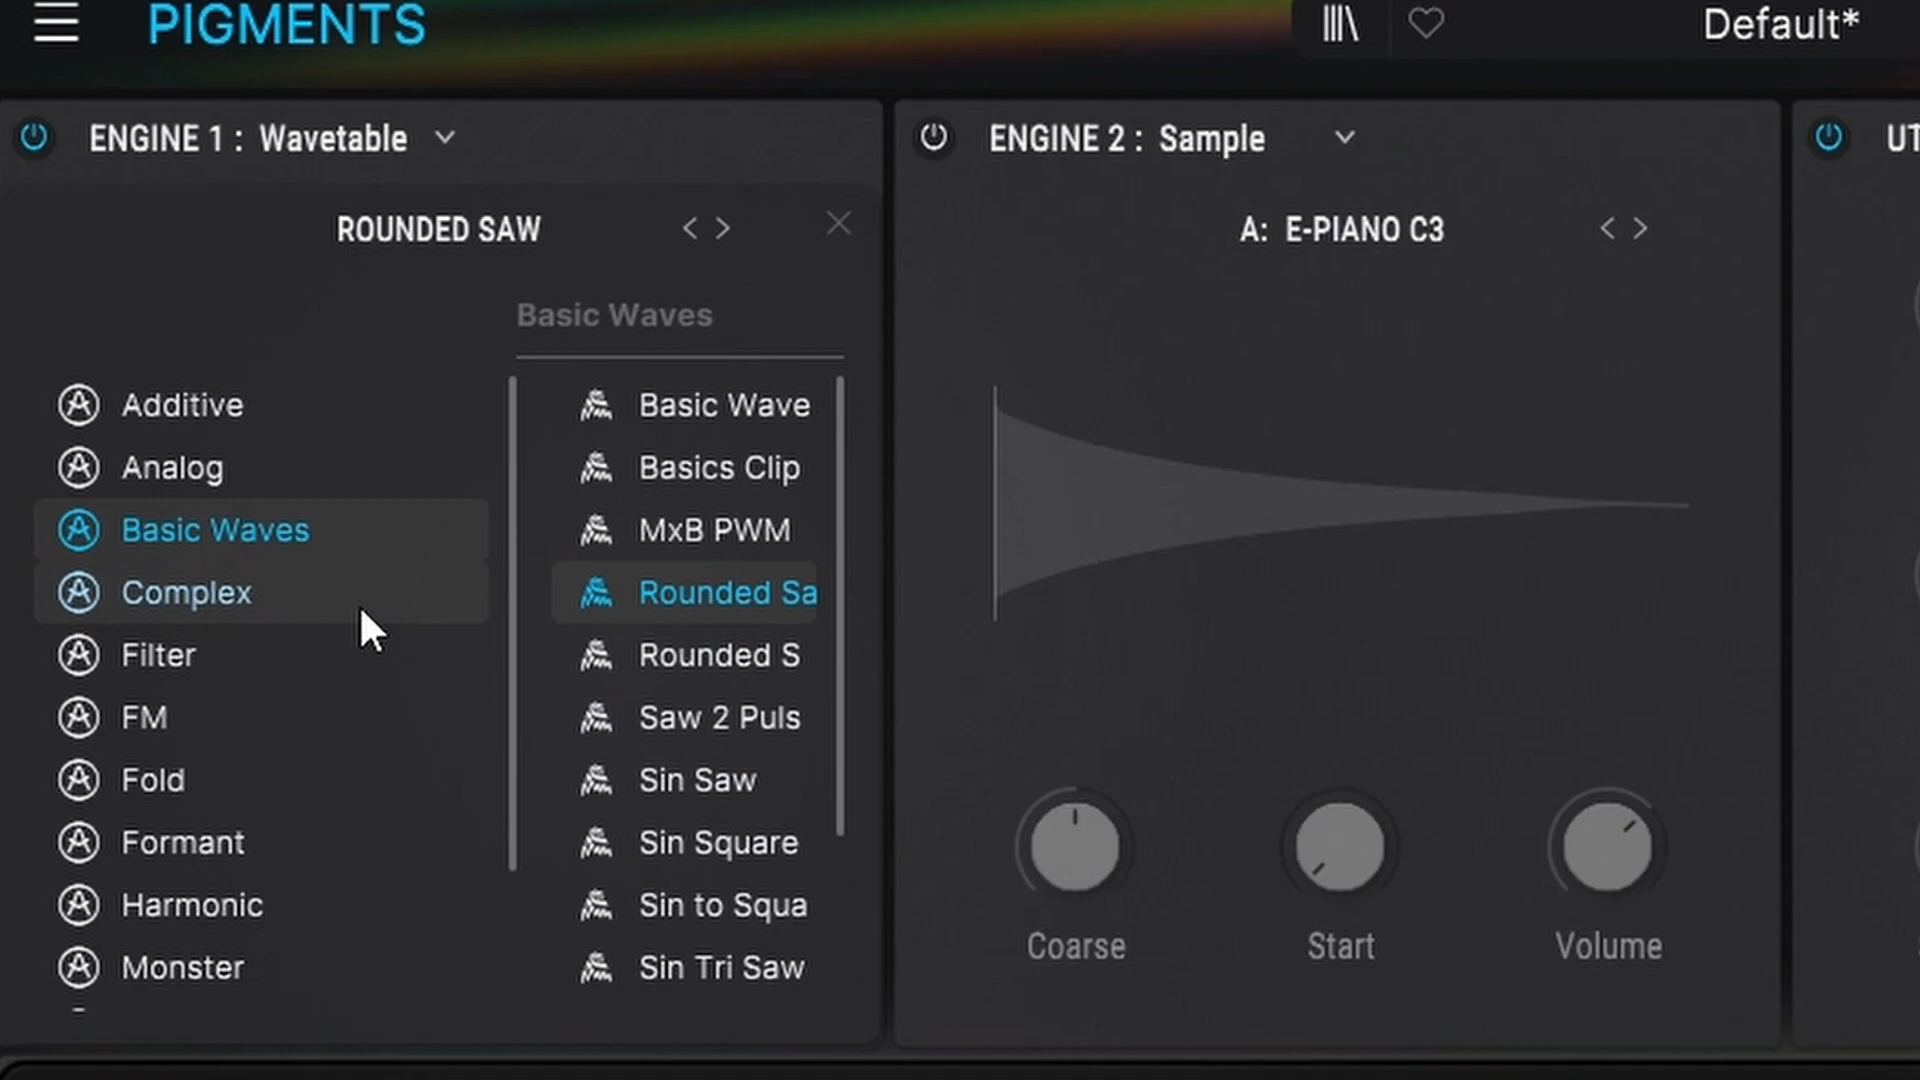 PIGMENTS
Default*
ENGINE 1 : Wavetable
ENGINE 2 : Sample
ROUNDED SAW
A: E-PIANO C3
Basic Waves
Additive
Analog
Basic Waves
Complex
Filter
FM
Fold
Formant
Harmonic
Monster
Basic Wave
Basics Clip
MxB PWM
Rounded Sa
Rounded S
Saw 2 Puls
Sin Saw
Sin Square
Sin to Squa
Sin Tri Saw
Coarse
Start
Volume